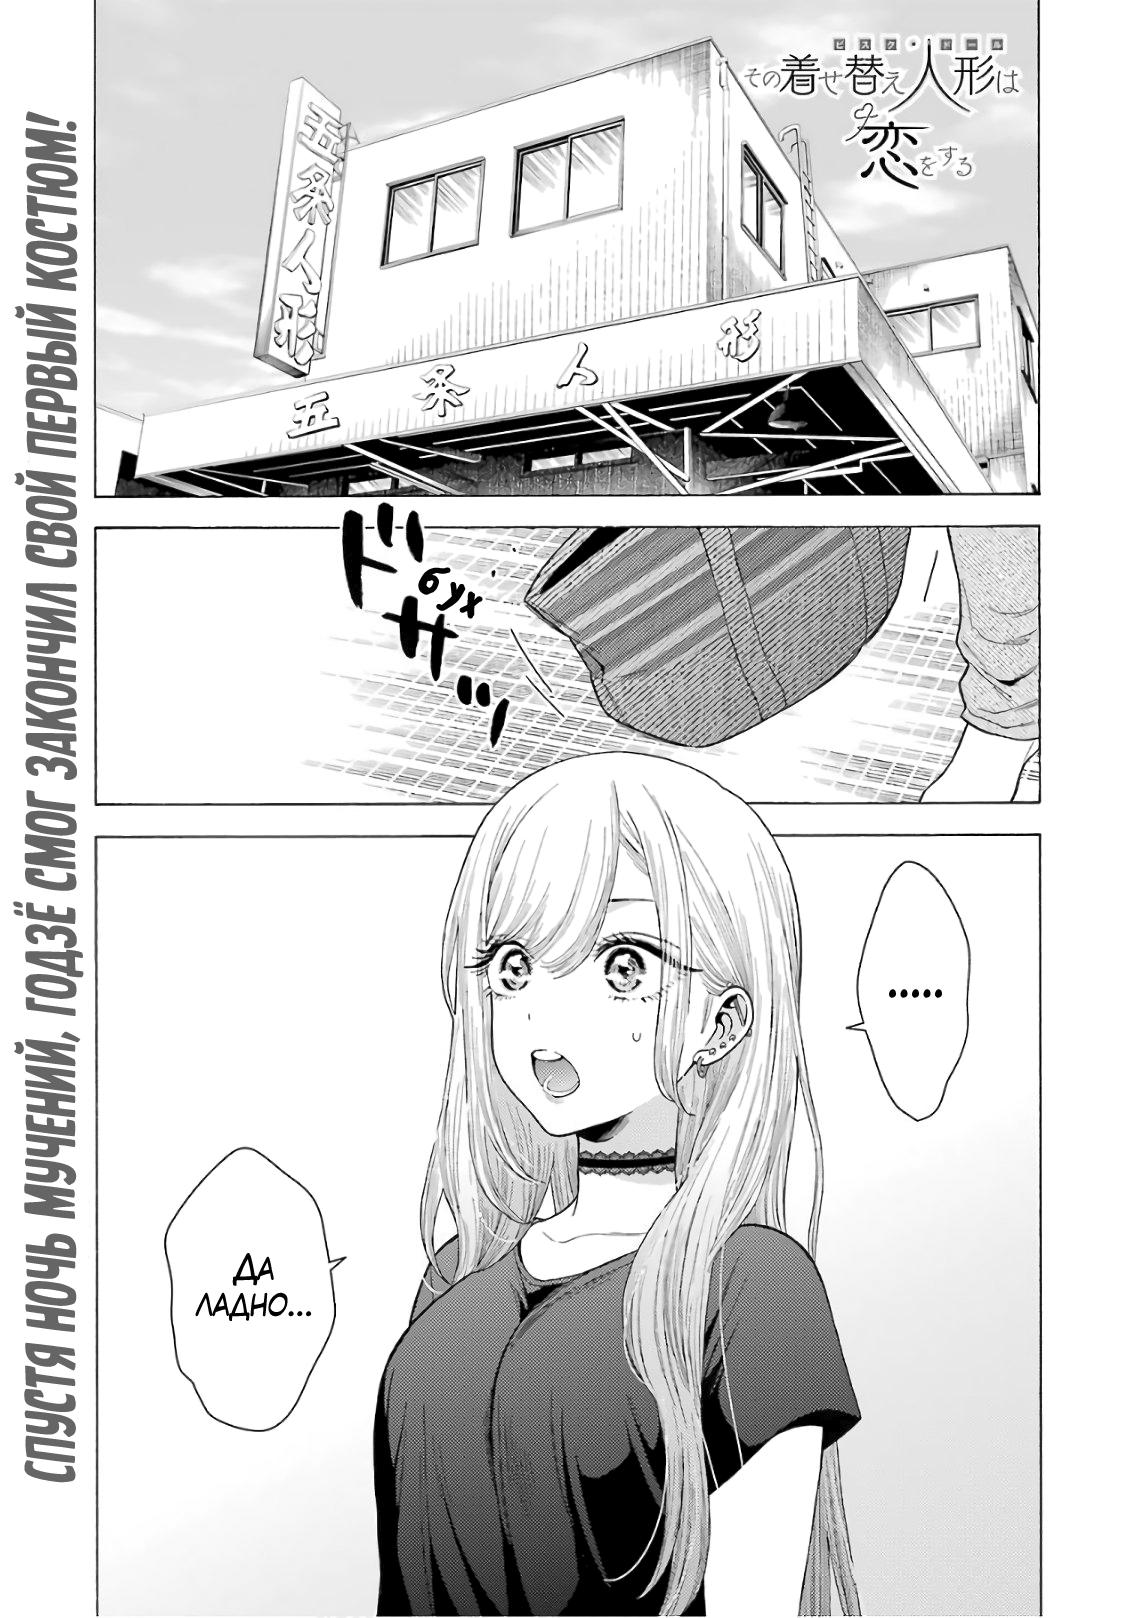 ビスク・ドール
その着せ替え人形は
恋をする
五条人形
五条人形
СПУСТЯ НОЧЬ МУЧЕНИЙ, ГОДЗЁ СМОГ ЗАКОНЧИЛ СВОЙ ПЕРВЫЙ КОСТЮМ!
ドサッ
бух
.....
ДА
ЛАДНО...